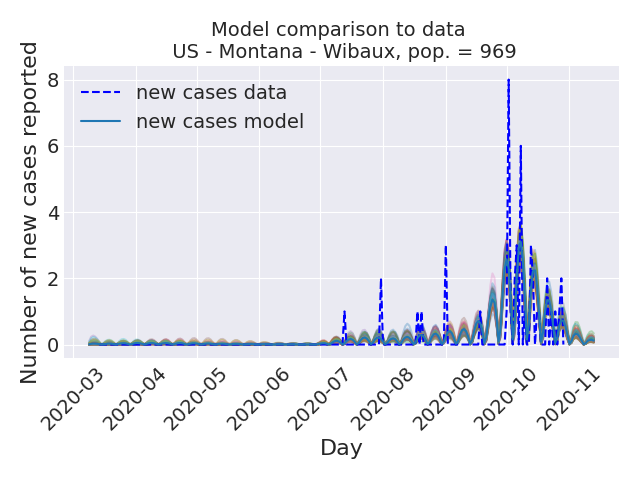 Model comparison to data
US - Montana - Wibaux, pop. = 969
Number of new cases reported
8
6
4
2
0
new cases data
new cases model
2020-03
2020-04
2020-05
2020-06
2020-07
2020-08
2020-09
2020-10
2020-11
Day